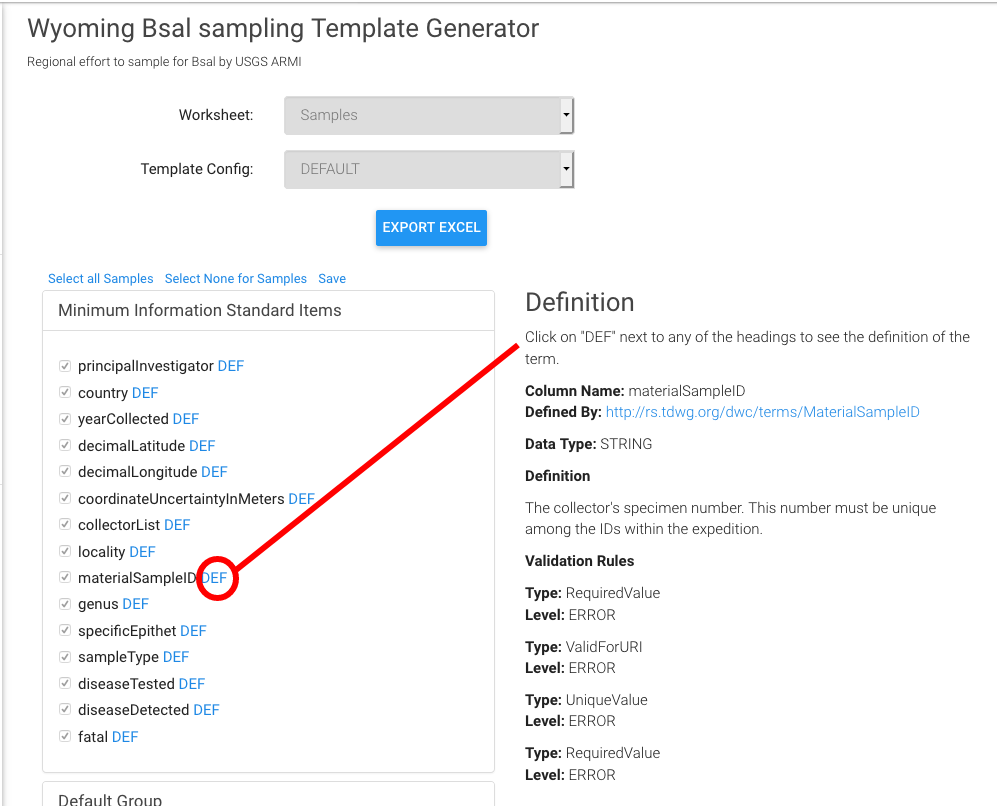 Wyoming Bsal sampling Template Generator
Regional effort to sample for Bsal by USGS ARMI
Worksheet: Samples
Template Config: DEFAULT
EXPORT EXCEL
Select all Samples Select None for Samples Save
Minimum Information Standard Items
principalInvestigator DEF
country DEF
yearCollected DEF
decimalLatitude DEF
decimalLongitude DEF
coordinateUncertaintyInMeters DEF
collectorList DEF
locality DEF
materialSampleID DEF
genus DEF
specificEpithet DEF
sampleType DEF
diseaseTested DEF
diseaseDetected DEF
fatal DEF
Default Group
Definition
Click on "DEF" next to any of the headings to see the definition of the
term.
Column Name: materialSampleID
Defined By: http://rs.tdwg.org/dwc/terms/MaterialSampleID
Data Type: STRING
Definition
The collector's specimen number. This number must be unique
among the IDs within the expedition.
Validation Rules
Type: RequiredValue
Level: ERROR
Type: ValidForURI
Level: ERROR
Type: UniqueValue
Level: ERROR
Type: RequiredValue
Level: ERROR